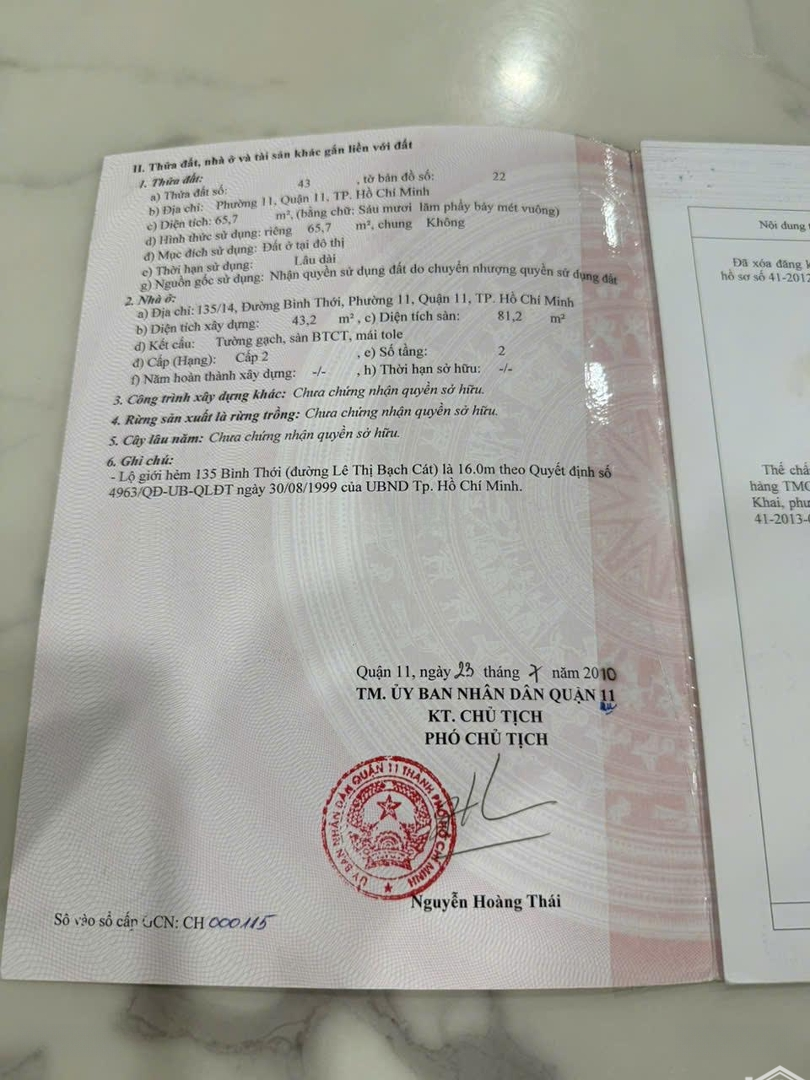 II. Thửa đất, nhà ở và tài sản khác gắn liền với đất
1. Thửa đất:
a) Thửa đất số: 43 , tờ bản đồ số: 22
b) Địa chỉ: Phường 11, Quận 11, TP. Hồ Chí Minh
c) Diện tích: 65,7 m², (bằng chữ: Sáu mươi lăm phẩy bảy mét vuông)
d) Hình thức sử dụng: riêng 65,7 m², chung Không
đ) Mục đích sử dụng: Đất ở tại đô thị
e) Thời hạn sử dụng: Lâu dài
g) Nguồn gốc sử dụng: Nhận quyền sử dụng đất do chuyển nhượng quyền sử dụng đất
2. Nhà ở:
a) Địa chỉ: 135/14, Đường Bình Thới, Phường 11, Quận 11, TP. Hồ Chí Minh
b) Diện tích xây dựng: 43,2 m² , c) Diện tích sàn: 81,2 m²
d) Kết cấu: Tường gạch, sàn BTCT, mái tole
đ) Cấp (Hạng): Cấp 2 , e) Số tầng: 2
f) Năm hoàn thành xây dựng: -/- , h) Thời hạn sở hữu: -/-
3. Công trình xây dựng khác: Chưa chứng nhận quyền sở hữu.
4. Rừng sản xuất là rừng trồng: Chưa chứng nhận quyền sở hữu.
5. Cây lâu năm: Chưa chứng nhận quyền sở hữu.
6. Ghi chú:
- Lộ giới hẻm 135 Bình Thới (đường Lê Thị Bạch Cát) là 16.0m theo Quyết định số
4963/QĐ-UB-QLĐT ngày 30/08/1999 của UBND Tp. Hồ Chí Minh.
Quận 11, ngày 23 tháng 7 năm 2010
TM. ỦY BAN NHÂN DÂN QUẬN 11
KT. CHỦ TỊCH
PHÓ CHỦ TỊCH
ỦY BAN NHÂN DÂN QUẬN 11 THÀNH PHỐ HỒ CHÍ MINH
Nguyễn Hoàng Thái
Số vào sổ cấp GCN: CH 000115
Nội dung
Đã xóa đăng k
hồ sơ số 41-2012
Thế chấ
hàng TMC
Khai, phư
41-2013-